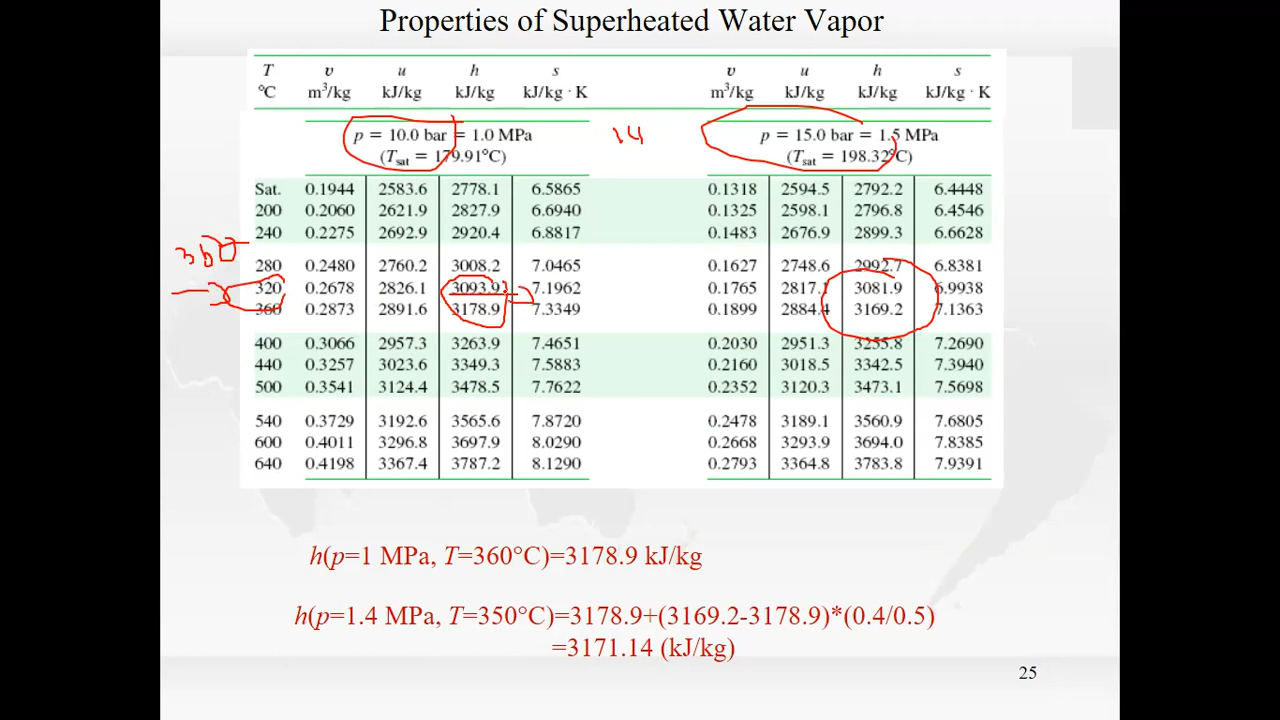 Properties of Superheated Water Vapor
T v u h s v u h s
°C m³/kg kJ/kg kJ/kg kJ/kg · K m³/kg kJ/kg kJ/kg kJ/kg · K
p = 10.0 bar = 1.0 MPa 14 p = 15.0 bar = 1.5 MPa
(Tsat = 179.91°C) (Tsat = 198.32°C)
Sat. 0.1944 2583.6 2778.1 6.5865 0.1318 2594.5 2792.2 6.4448
200 0.2060 2621.9 2827.9 6.6940 0.1325 2598.1 2796.8 6.4546
240 0.2275 2692.9 2920.4 6.8817 0.1483 2676.9 2899.3 6.6628
280 0.2480 2760.2 3008.2 7.0465 0.1627 2748.6 2992.7 6.8381
320 0.2678 2826.1 3093.9 7.1962 0.1765 2817.1 3081.9 6.9938
360 0.2873 2891.6 3178.9 7.3349 0.1899 2884.4 3169.2 7.1363
400 0.3066 2957.3 3263.9 7.4651 0.2030 2951.3 3255.8 7.2690
440 0.3257 3023.6 3349.3 7.5883 0.2160 3018.5 3342.5 7.3940
500 0.3541 3124.4 3478.5 7.7622 0.2352 3120.3 3473.1 7.5698
540 0.3729 3192.6 3565.6 7.8720 0.2478 3189.1 3560.9 7.6805
600 0.4011 3296.8 3697.9 8.0290 0.2668 3293.9 3694.0 7.8385
640 0.4198 3367.4 3787.2 8.1290 0.2793 3364.8 3783.8 7.9391
h(p=1 MPa, T=360°C)=3178.9 kJ/kg
h(p=1.4 MPa, T=350°C)=3178.9+(3169.2-3178.9)*(0.4/0.5)
=3171.14 (kJ/kg)
25